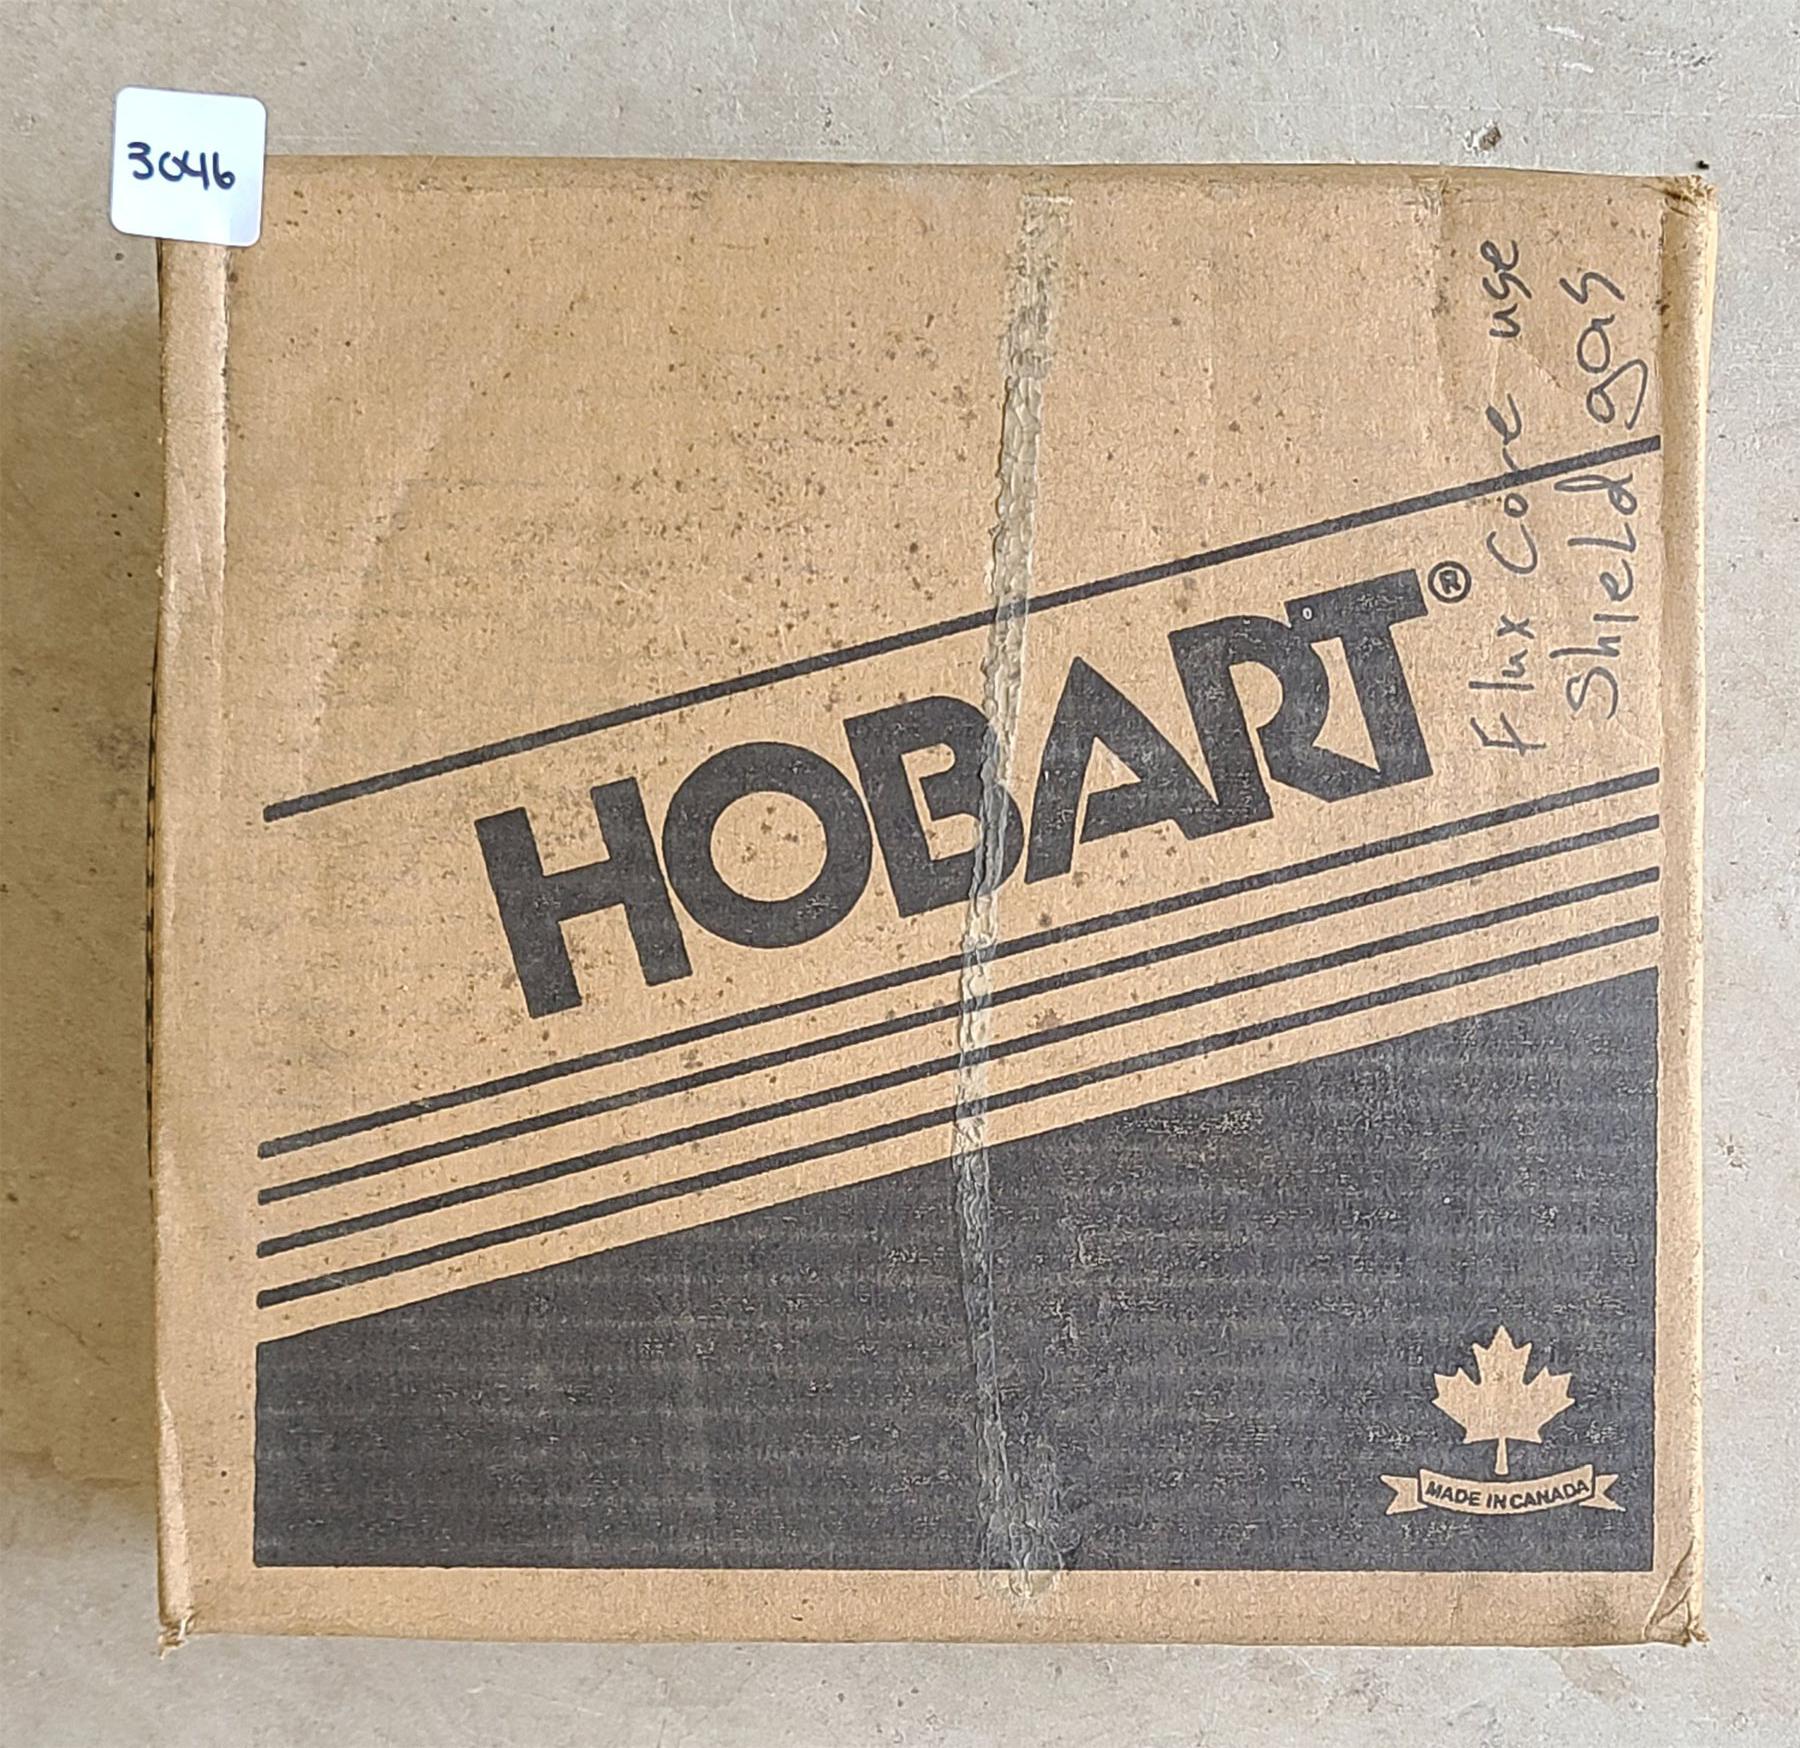 3046
HOBART®
Flux Core use
Shield gas
MADE IN CANADA